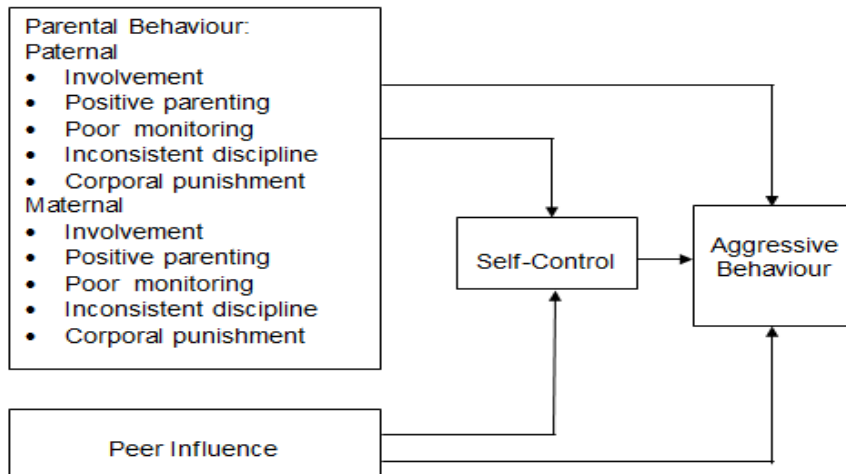 Parental Behaviour:
Paternal
• Involvement
• Positive parenting
• Poor monitoring
• Inconsistent discipline
• Corporal punishment
Maternal
• Involvement
• Positive parenting
• Poor monitoring
• Inconsistent discipline
• Corporal punishment
Self-Control
Aggressive
Behaviour
Peer Influence